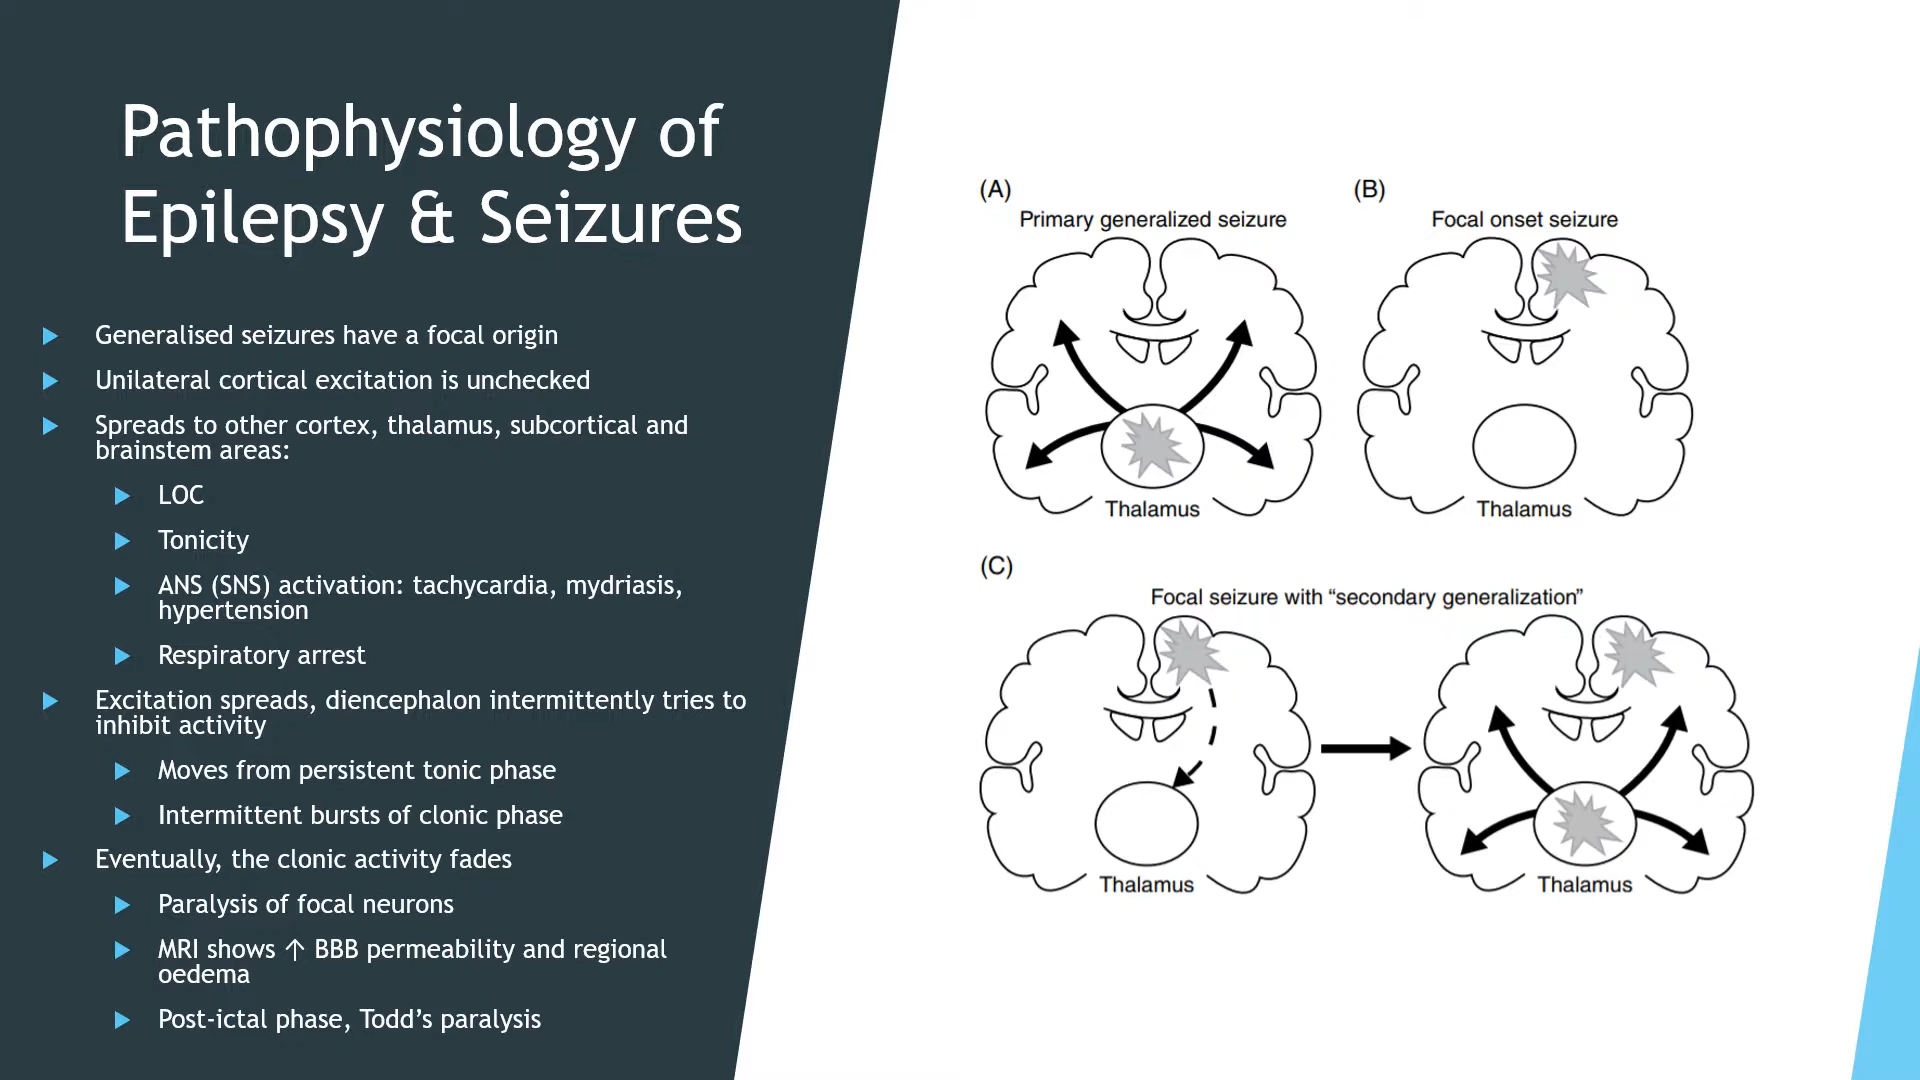 Pathophysiology of
Epilepsy & Seizures
Generalised seizures have a focal origin
Unilateral cortical excitation is unchecked
Spreads to other cortex, thalamus, subcortical and
brainstem areas:
LOC
Tonicity
ANS (SNS) activation: tachycardia, mydriasis,
hypertension
Respiratory arrest
Excitation spreads, diencephalon intermittently tries to
inhibit activity
Moves from persistent tonic phase
Intermittent bursts of clonic phase
Eventually, the clonic activity fades
Paralysis of focal neurons
MRI shows ↑ BBB permeability and regional
oedema
Post-ictal phase, Todd’s paralysis
(A)
Primary generalized seizure
Thalamus
(B)
Focal onset seizure
Thalamus
(C)
Focal seizure with “secondary generalization”
Thalamus
Thalamus